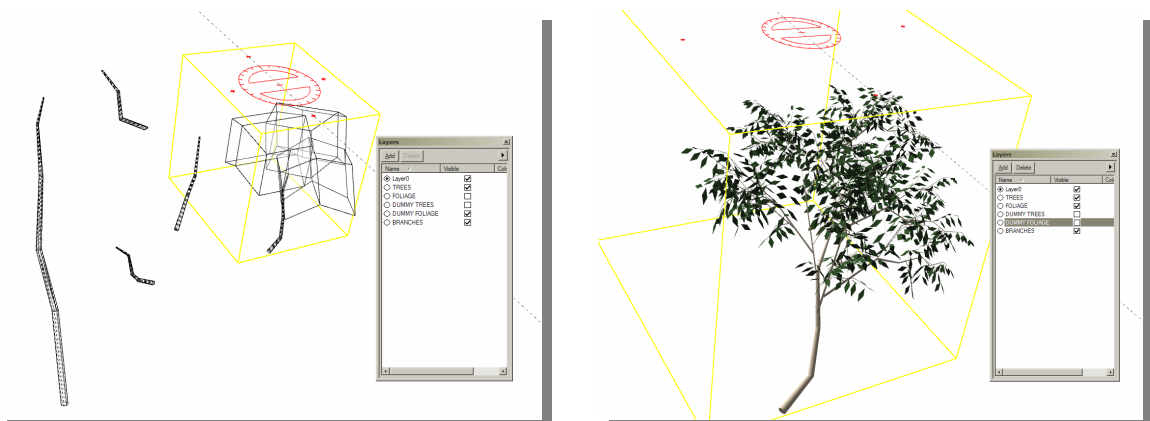 Layers
Add Delete
Name Visible Col
Layer0
TREES
FOLIAGE
DUMMY TREES
DUMMY FOLIAGE
BRANCHES
Layers
Add Delete
Name Visible Co
Layer0
TREES
FOLIAGE
DUMMY TREES
DUMMY FOLIAGE
BRANCHES